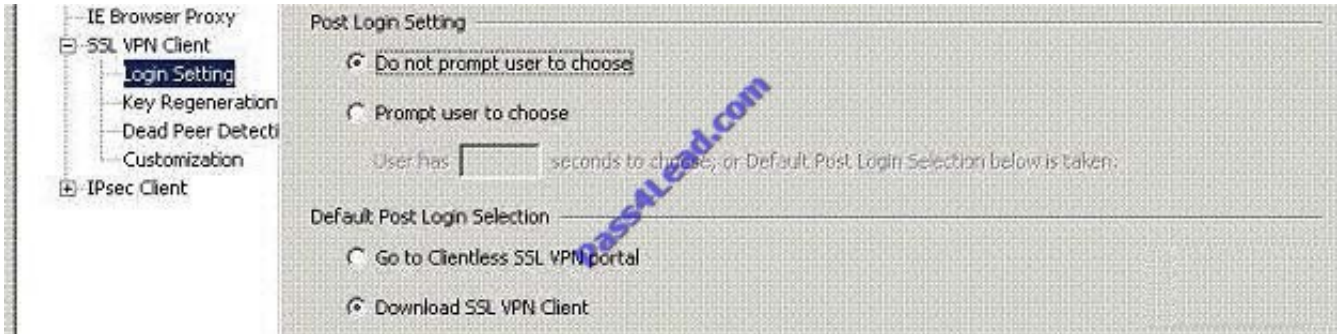 IE Browser Proxy
SSL VPN Client
Login Setting
Key Regeneration
Dead Peer Detecti
Customization
IPsec Client
Post Login Setting
Do not prompt user to choose
Prompt user to choose
User has seconds to choose, or Default Post Login Selection below is taken.
Default Post Login Selection
Go to Clientless SSL VPN portal
Download SSL VPN Client
pass4Lead.com